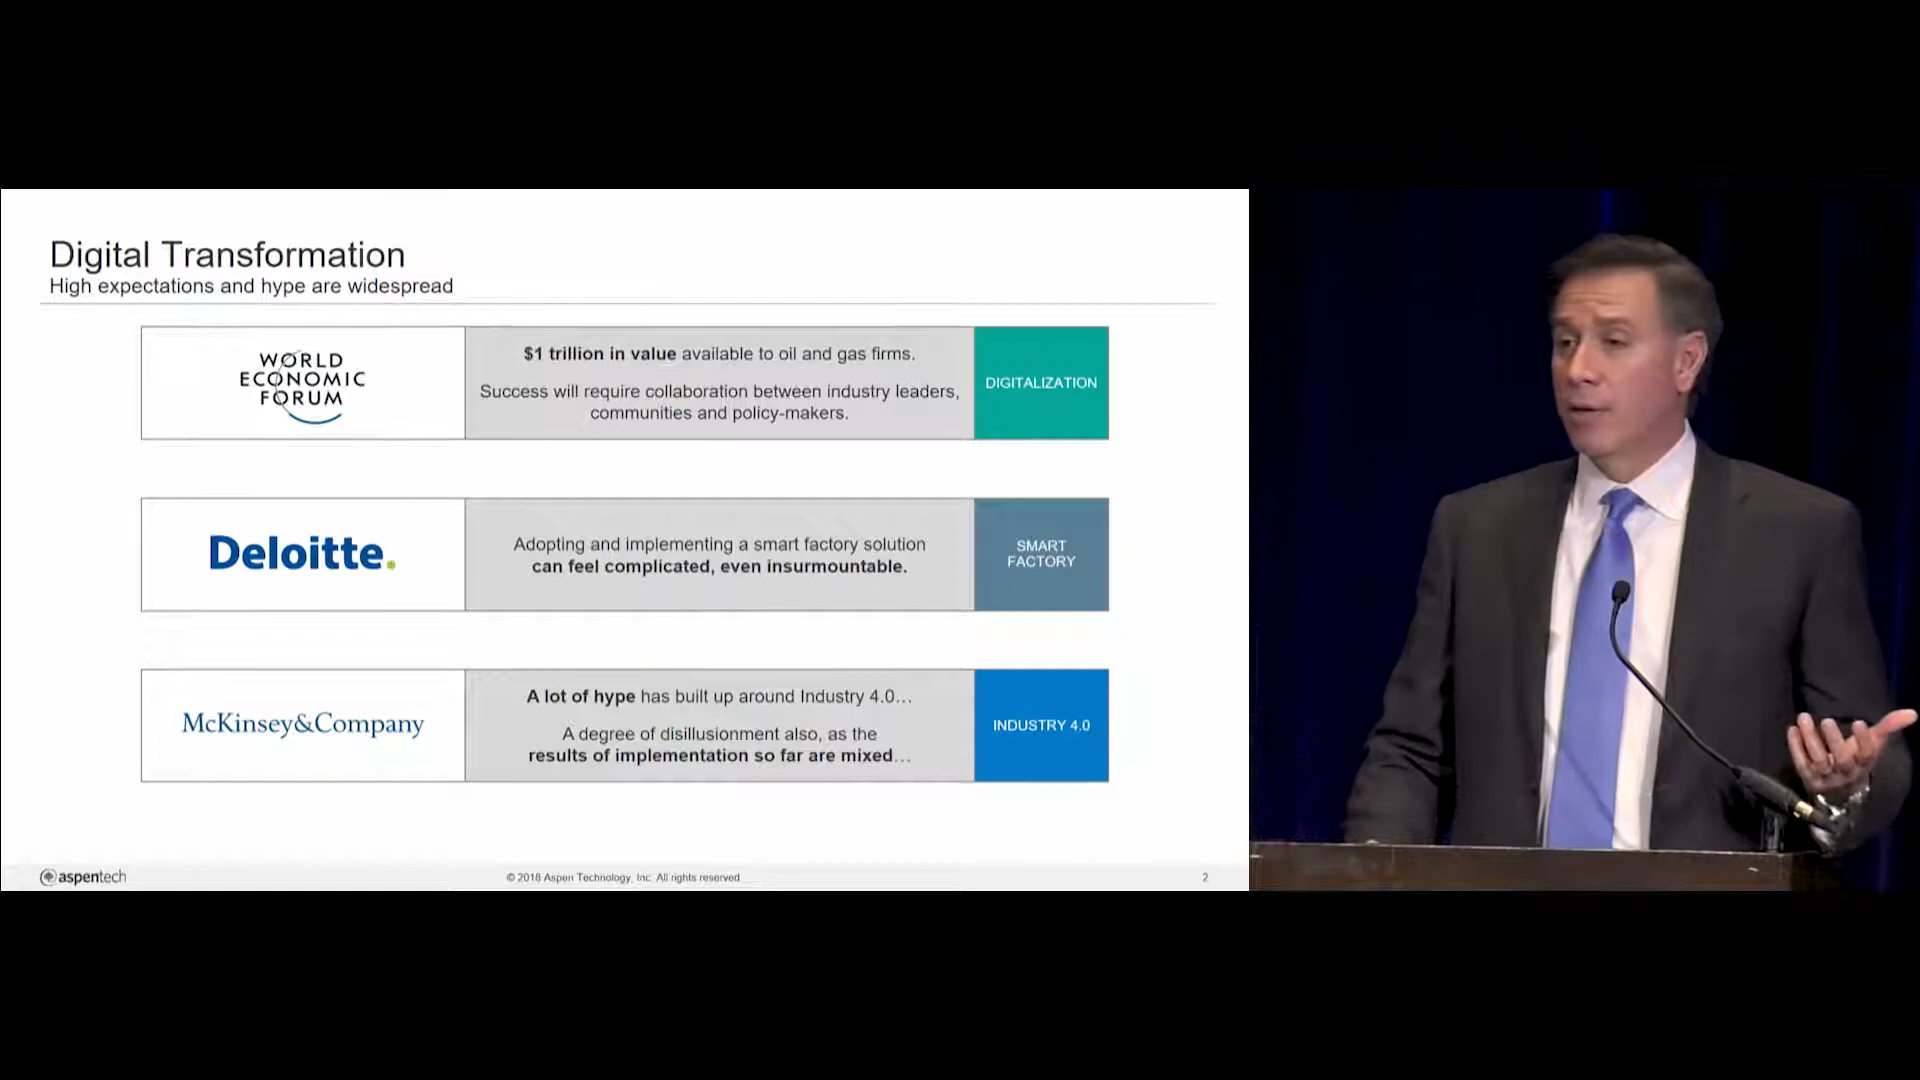 Digital Transformation
High expectations and hype are widespread
WORLD
ECONOMIC
FORUM
$1 trillion in value available to oil and gas firms.
Success will require collaboration between industry leaders,
communities and policy-makers.
DIGITALIZATION
Deloitte.
Adopting and implementing a smart factory solution
can feel complicated, even insurmountable.
SMART
FACTORY
McKinsey&Company
A lot of hype has built up around Industry 4.0…
A degree of disillusionment also, as the
results of implementation so far are mixed…
INDUSTRY 4.0
aspentech
© 2018 Aspen Technology, Inc. All rights reserved
2